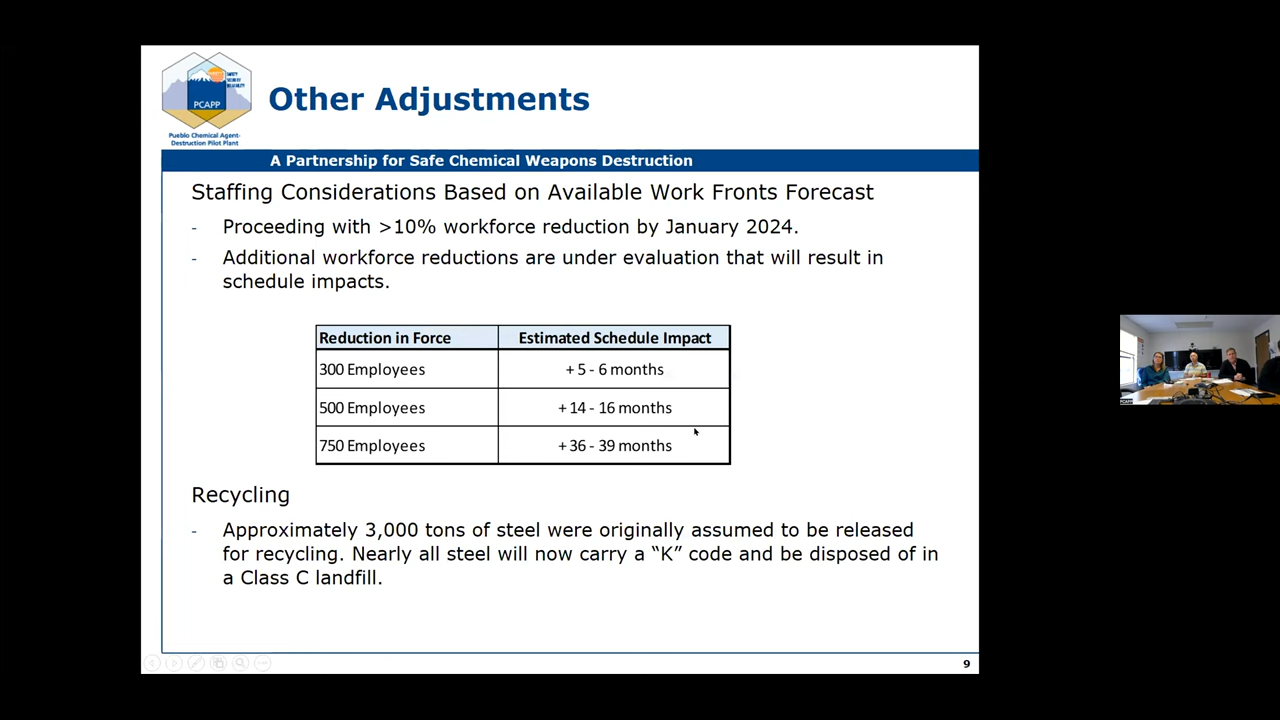 SAFETY
SECURITY
RELIABILITY
PCAPP
Pueblo Chemical Agent-
Destruction Pilot Plant
Other Adjustments
A Partnership for Safe Chemical Weapons Destruction
Staffing Considerations Based on Available Work Fronts Forecast
- Proceeding with >10% workforce reduction by January 2024.
- Additional workforce reductions are under evaluation that will result in
schedule impacts.
Reduction in Force Estimated Schedule Impact
300 Employees + 5 - 6 months
500 Employees + 14 - 16 months
750 Employees + 36 - 39 months
Recycling
- Approximately 3,000 tons of steel were originally assumed to be released
for recycling. Nearly all steel will now carry a “K” code and be disposed of in
a Class C landfill.
9
PCAPP